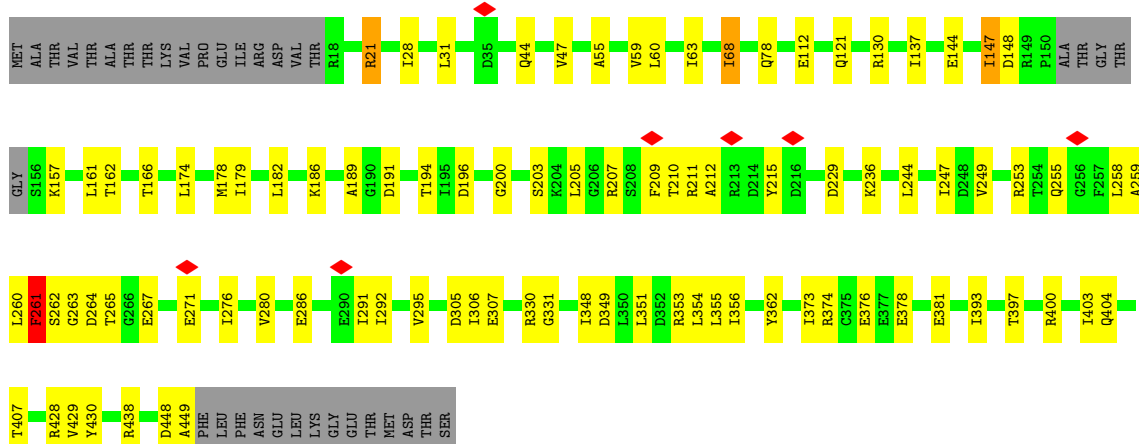 MET ALA THR VAL THR ALA THR THR THR LYS VAL PRO GLU ILE ARG ASP VAL THR R18 R21 I28 L31 D35 Q44 V47 A55 V59 L60 I63 I68 Q78 E112 Q121 R130 I137 E144 I147 D148 R149 P150 ALA THR GLY THR
GLY S156 K157 L161 T162 T166 L174 M178 I179 L182 K186 A189 G190 D191 T194 I195 D196 G200 S203 K204 L205 G206 R207 S208 F209 T210 R211 A212 R213 D214 Y215 D216 D229 K236 L244 I247 D248 V249 R253 T254 Q255 G256 F257 L258 A259
L260 F261 S262 G263 D264 T265 G266 E267 E271 I276 V280 E286 E290 I291 I292 V295 D305 I306 E307 R330 G331 I348 D349 L350 L351 D352 R353 L354 L355 I356 Y362 I373 R374 C375 E376 E377 E378 E381 I393 T397 R400 I403 Q404
T407 R428 V429 Y430 R438 D448 A449 PHE LEU PHE ASN GLU LEU LYS GLY GLU THR MET ASP THR SER